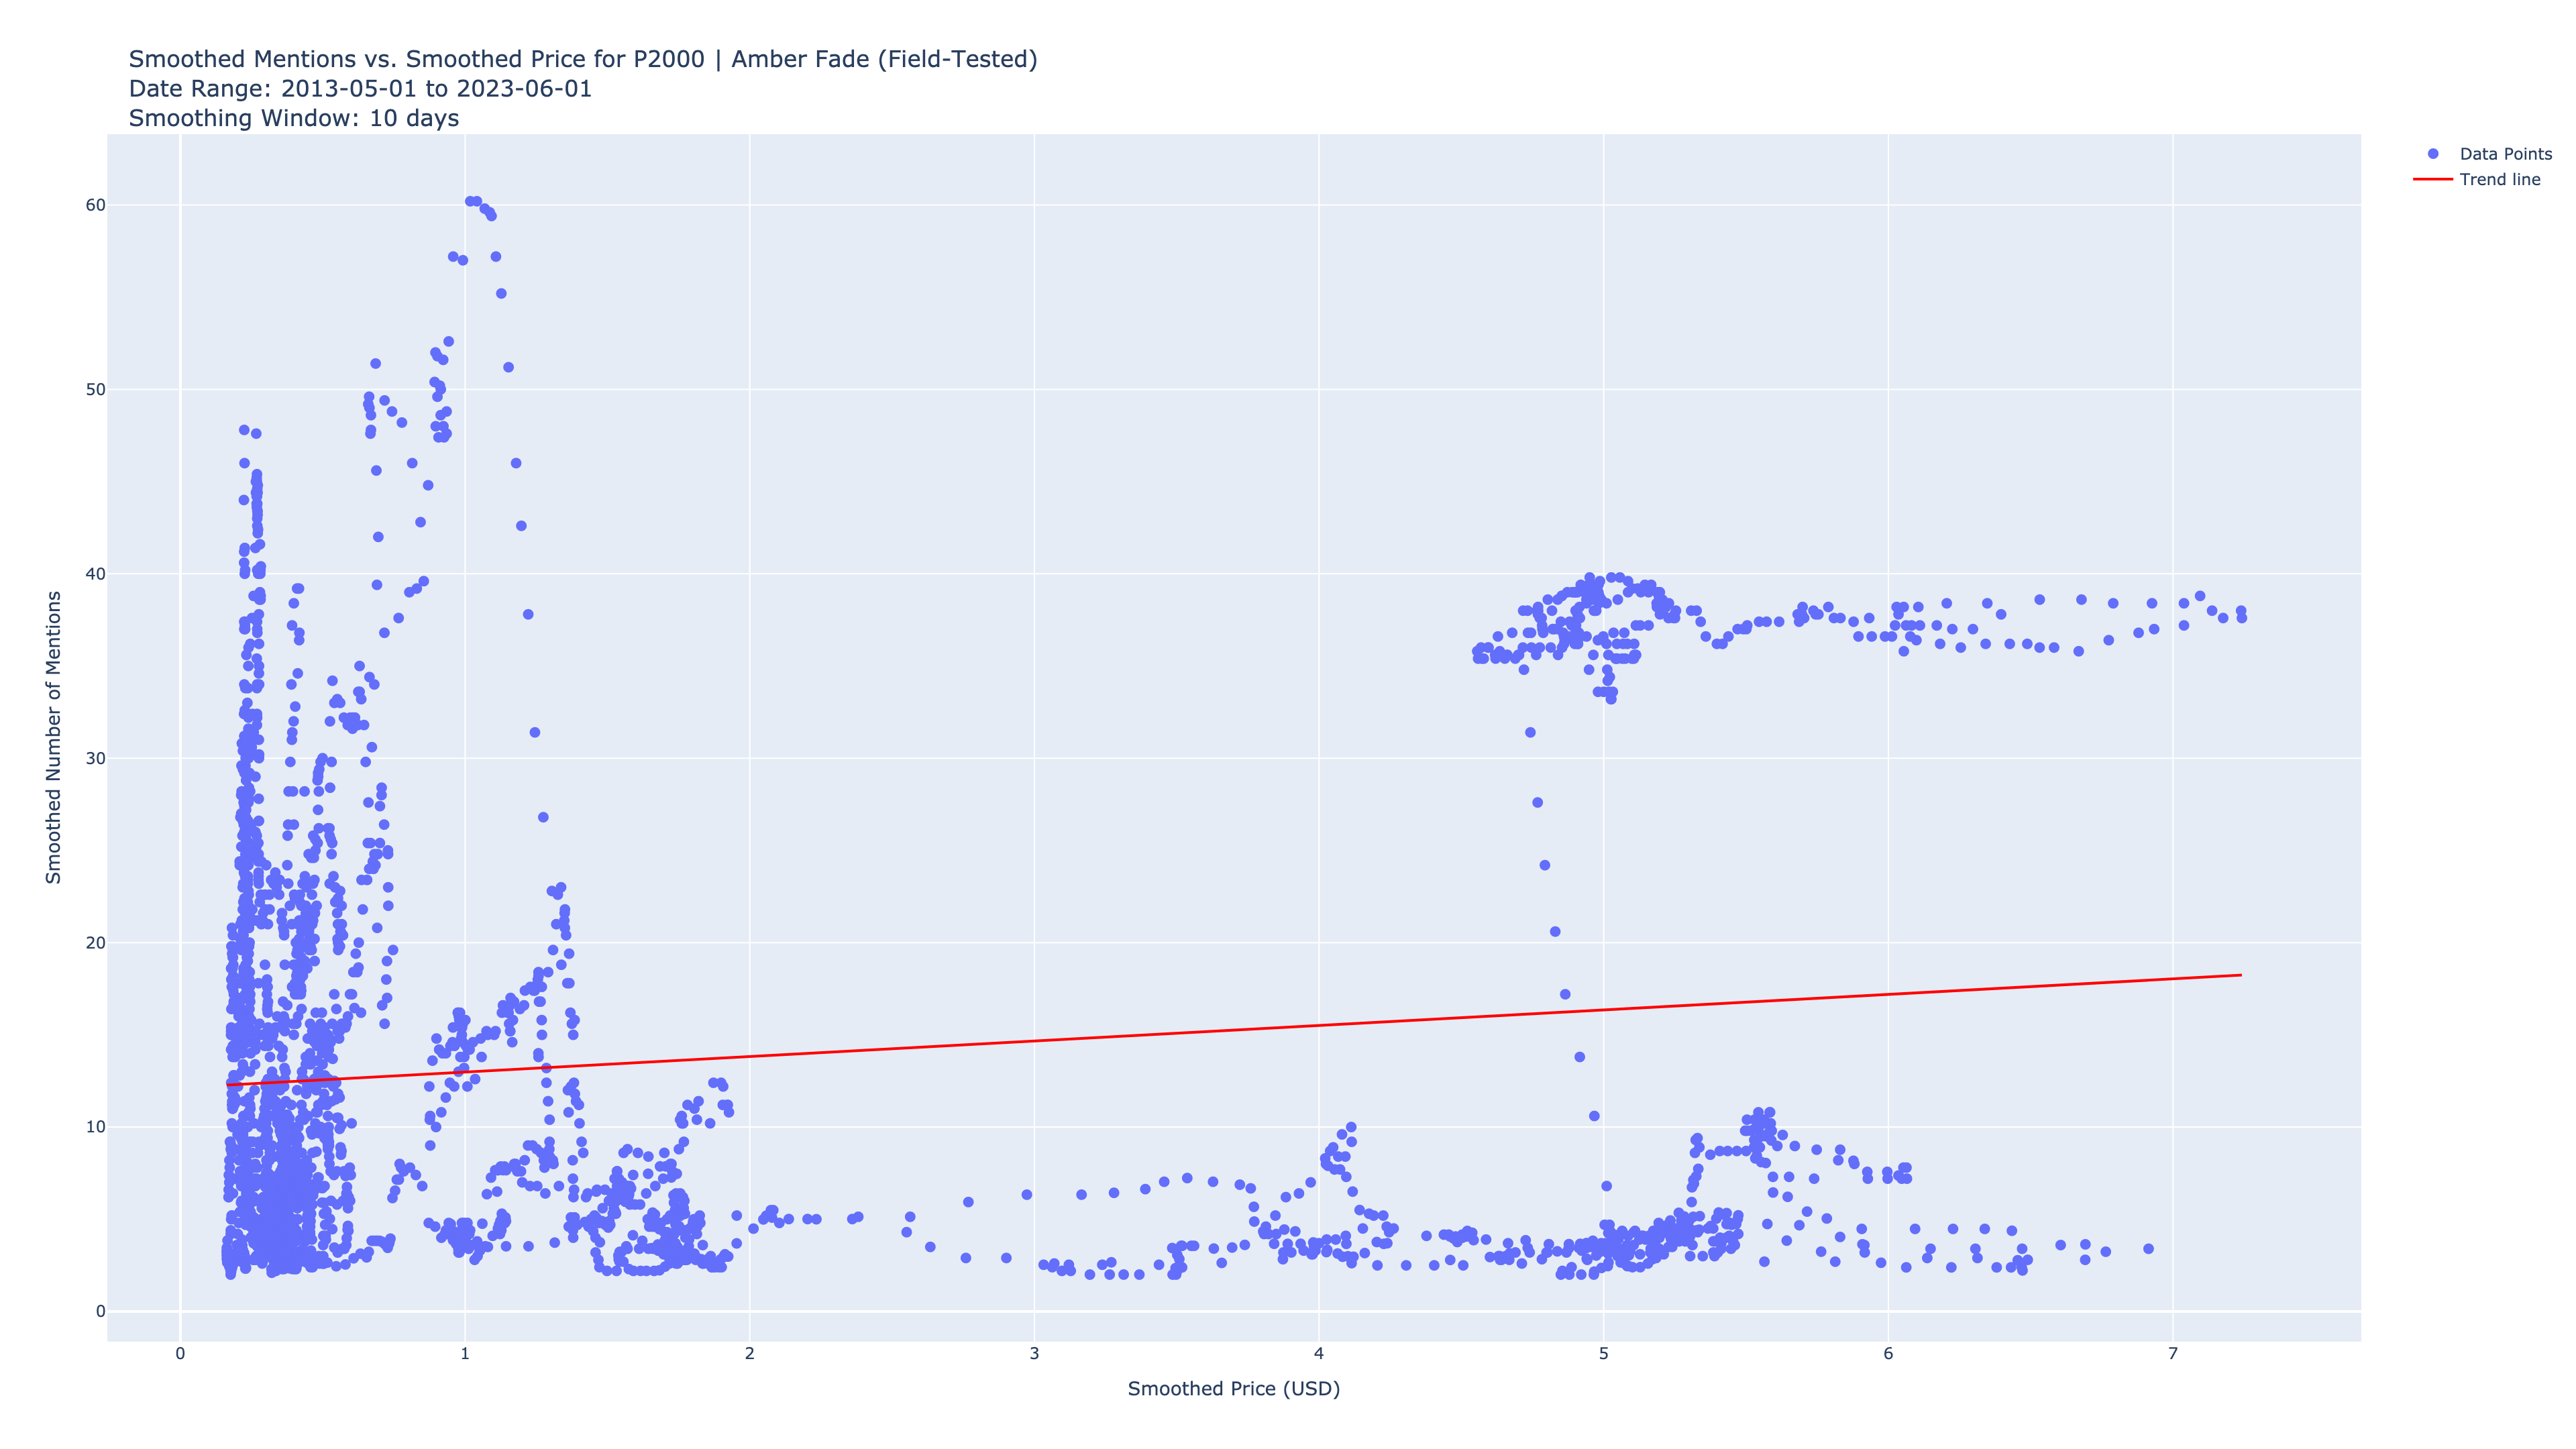 Smoothed Mentions vs. Smoothed Price for P2000 | Amber Fade (Field-Tested)
Date Range: 2013-05-01 to 2023-06-01
Smoothing Window: 10 days
Data Points
Trend line
60
50
40
30
20
10
0
Smoothed Number of Mentions
0 1 2 3 4 5 6 7
Smoothed Price (USD)